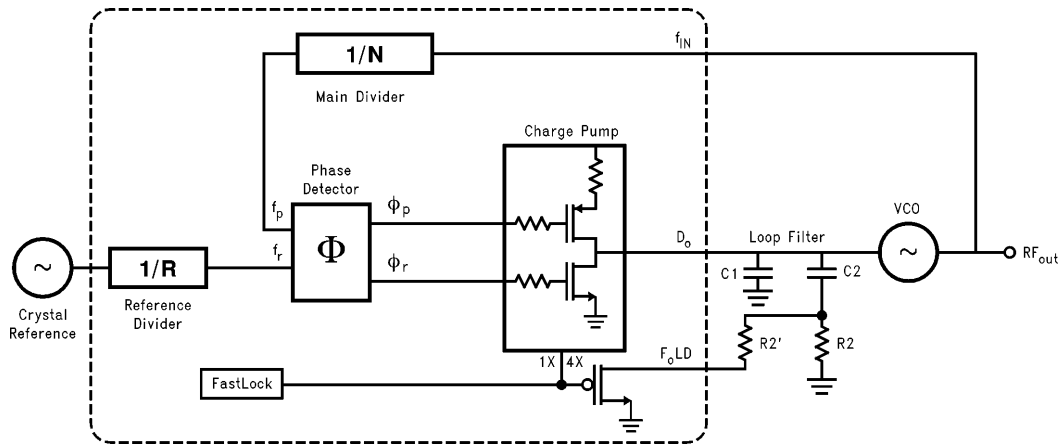 1/N
Main Divider
f_IN
Charge Pump
Phase
Detector
f_p
f_r
Φ
ϕ_p
ϕ_r
D_o
Loop Filter
VCO
RF_out
C1
C2
~
~
1/R
Crystal
Reference
Reference
Divider
R2'
R2
F_oLD
1X 4X
FastLock